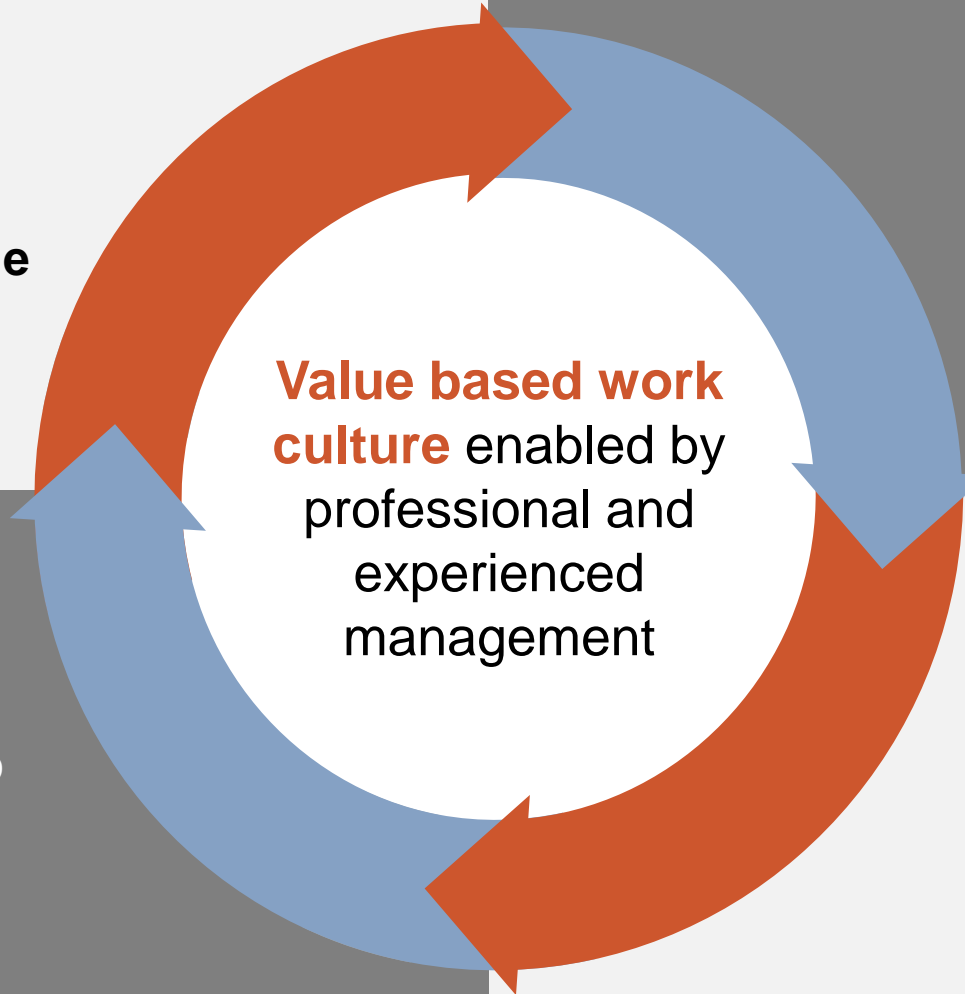 e
Value based work
culture enabled by
professional and
experienced
management